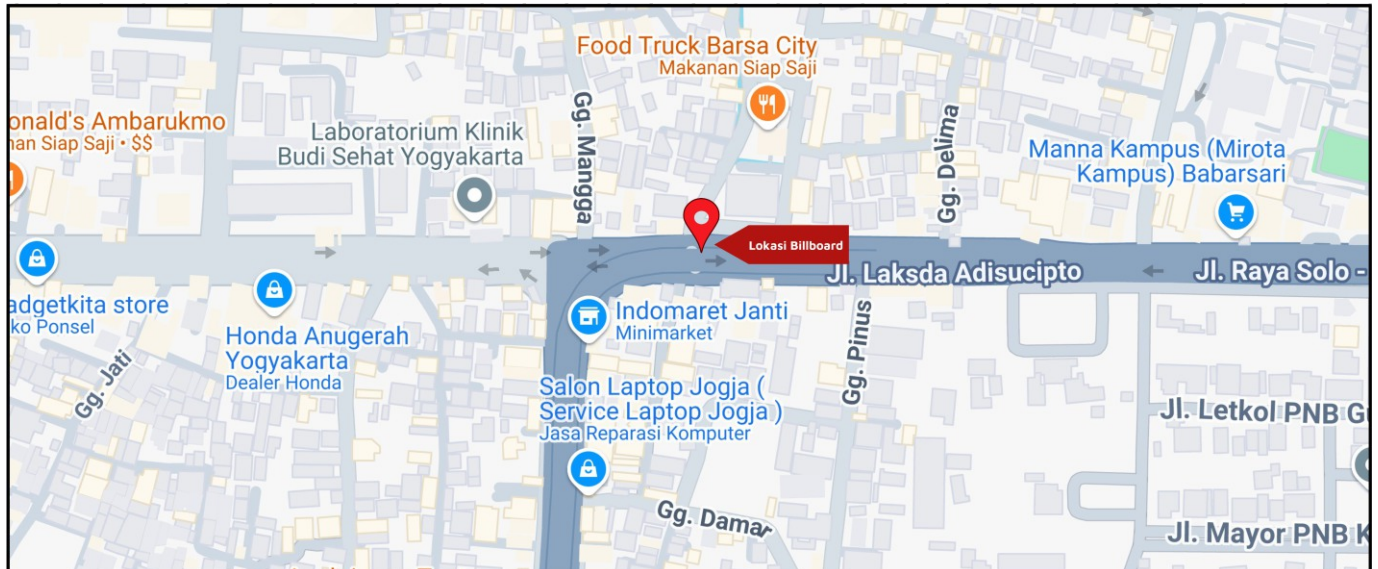 Food Truck Barsa City
Makanan Siap Saji
onald's Ambarukmo
nan Siap Saji • $$
Laboratorium Klinik
Budi Sehat Yogyakarta
Gg. Mangga
Gg. Delima
Manna Kampus (Mirota
Kampus) Babarsari
Lokasi Billboard
Jl. Laksda Adisucipto
Jl. Raya Solo -
adgetkita store
ko Ponsel
Honda Anugerah
Yogyakarta
Dealer Honda
Indomaret Janti
Minimarket
Gg. Pinus
Gg. Jati
Salon Laptop Jogja (
Service Laptop Jogja )
Jasa Reparasi Komputer
Jl. Letkol PNB G
Gg. Damar
Jl. Mayor PNB K